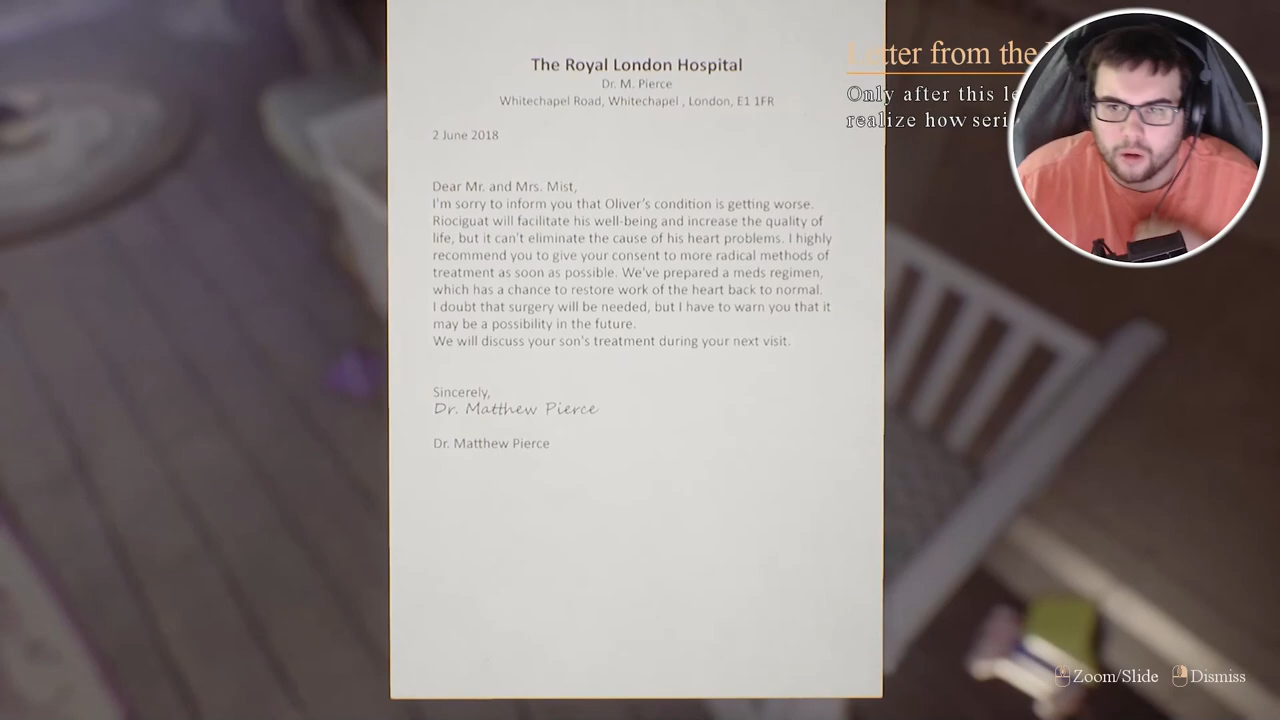 The Royal London Hospital
Dr. M. Pierce
Whitechapel Road, Whitechapel , London, E1 1FR
2 June 2018
Dear Mr. and Mrs. Mist,
I'm sorry to inform you that Oliver's condition is getting worse.
Riociguat will facilitate his well-being and increase the quality of
life, but it can't eliminate the cause of his heart problems. I highly
recommend you to give your consent to more radical methods of
treatment as soon as possible. We've prepared a meds regimen,
which has a chance to restore work of the heart back to normal.
I doubt that surgery will be needed, but I have to warn you that it
may be a possibility in the future.
We will discuss your son's treatment during your next visit.
Sincerely,
Dr. Matthew Pierce
Dr. Matthew Pierce
Letter from the
Only after this
realize how
Zoom/Slide
Dismiss